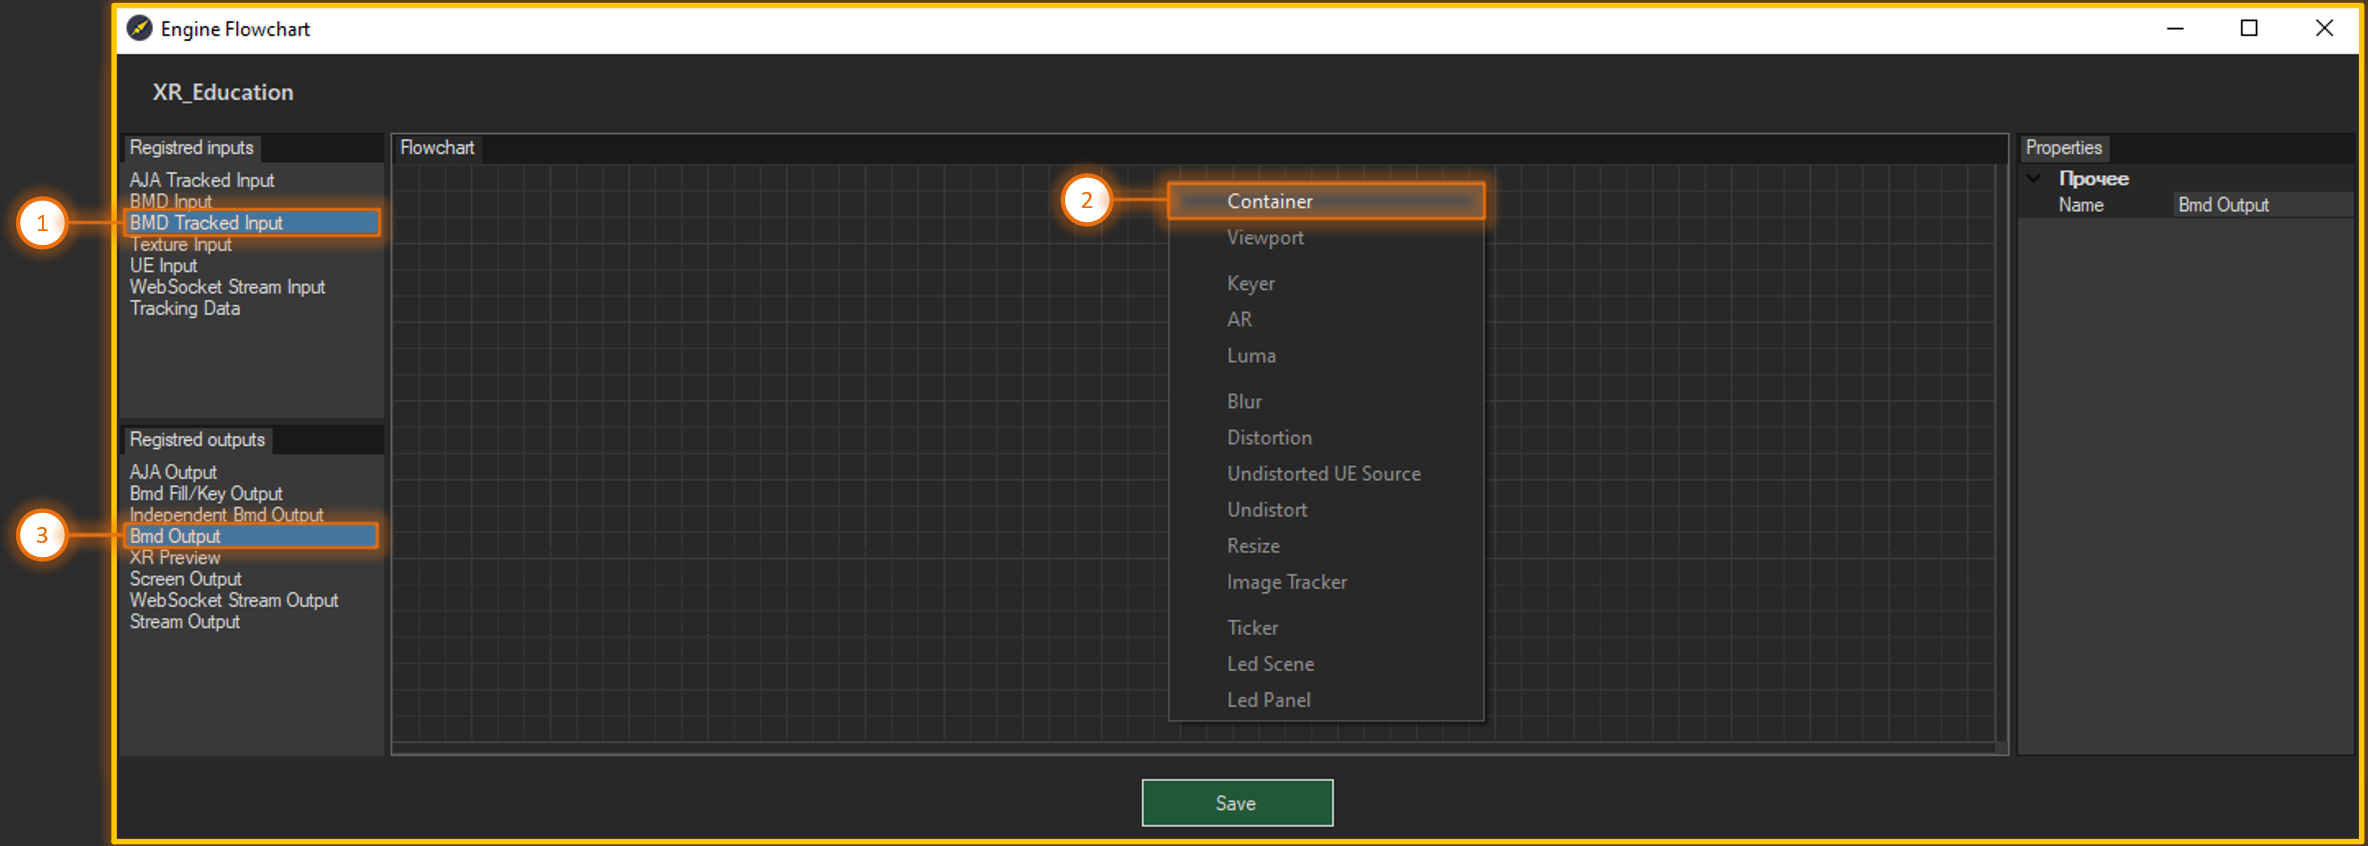 Engine Flowchart
XR_Education
Registred inputs
AJA Tracked Input
BMD Input
1
BMD Tracked Input
Texture Input
UE Input
WebSocket Stream Input
Tracking Data
Registred outputs
AJA Output
Bmd Fill/Key Output
Independent Bmd Output
3
Bmd Output
XR Preview
Screen Output
WebSocket Stream Output
Stream Output
Flowchart
2
Container
Viewport
Keyer
AR
Luma
Blur
Distortion
Undistorted UE Source
Undistort
Resize
Image Tracker
Ticker
Led Scene
Led Panel
Properties
Прочее
Name Bmd Output
Save